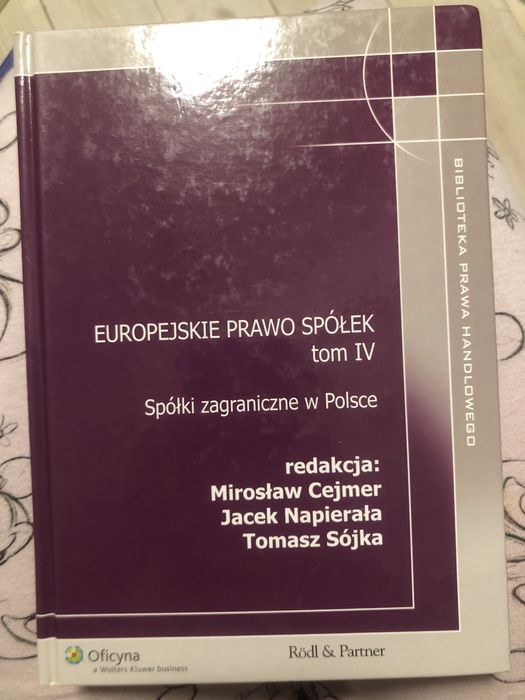 EUROPEJSKIE PRAWO SPÓŁEK
tom IV
Spółki zagraniczne w Polsce
redakcja:
Mirosław Cejmer
Jacek Napierała
Tomasz Sójka
BIBLIOTEKA PRAWA HANDLOWEGO
Oficyna
a Wolters Kluwer business
Rödl & Partner